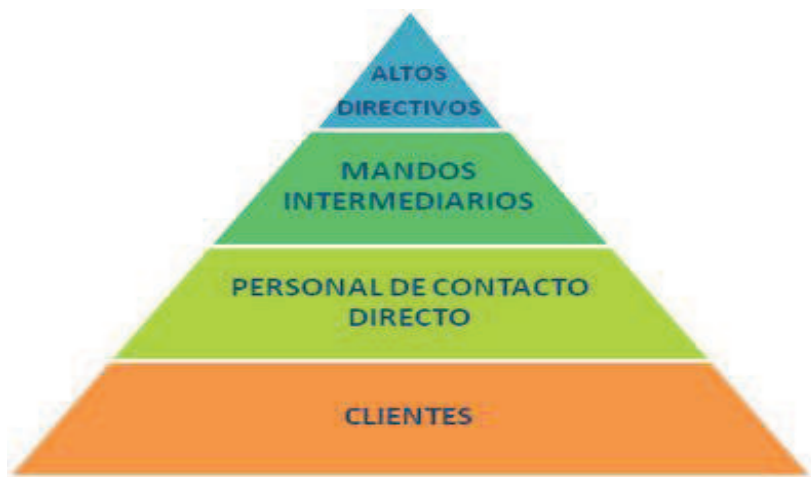 ALTOS
DIRECTIVOS
MANDOS
INTERMEDIARIOS
PERSONAL DE CONTACTO
DIRECTO
CLIENTES